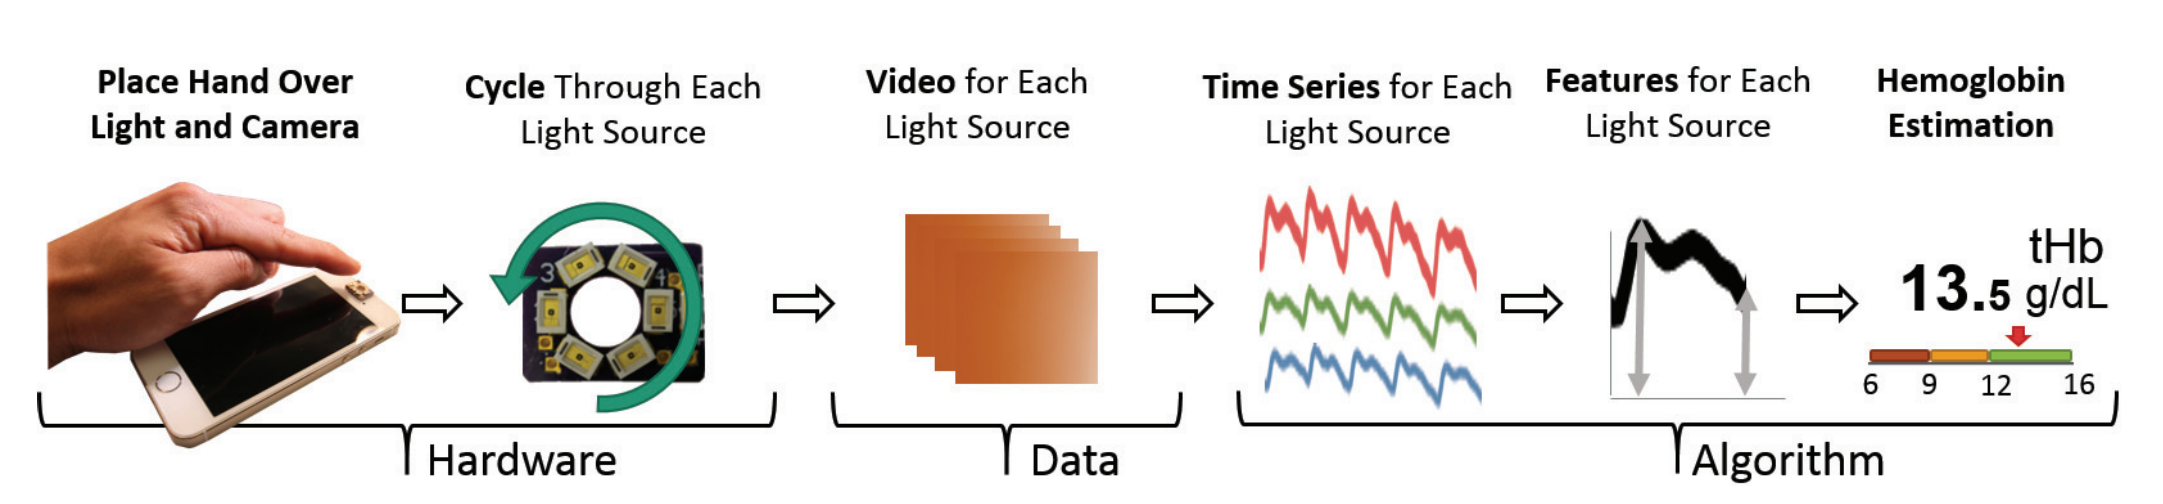 Place Hand Over
Light and Camera
Cycle Through Each
Light Source
Video for Each
Light Source
Time Series for Each
Light Source
Features for Each
Light Source
Hemoglobin
Estimation
3
4
tHb
13.5 g/dL
6 9 12 16
Hardware
Data
Algorithm